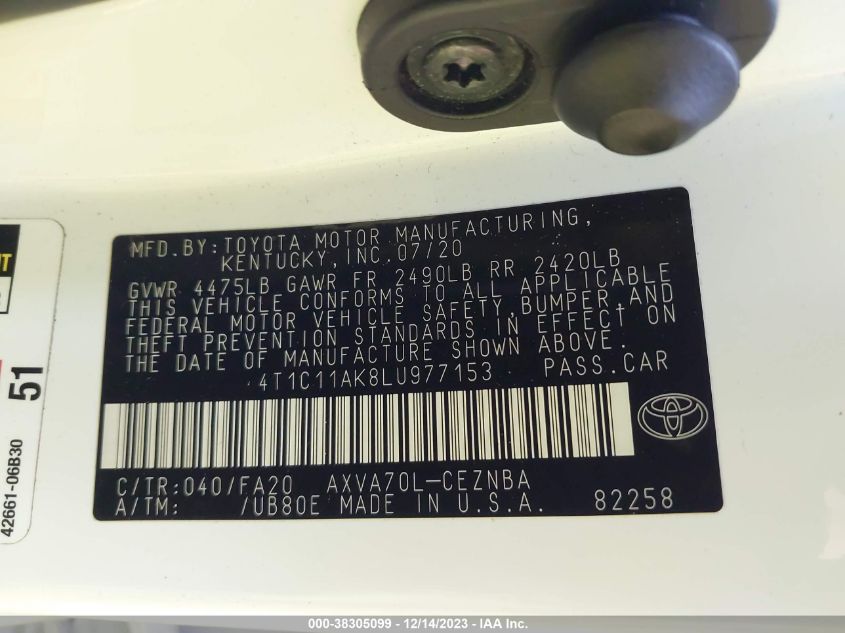 MFD.BY:TOYOTA MOTOR MANUFACTURING,
KENTUCKY,INC.07/20
GVWR 4475LB GAWR FR 2490LB RR 2420LB
THIS VEHICLE CONFORMS TO ALL APPLICABLE
FEDERAL MOTOR VEHICLE SAFETY,BUMPER,AND
THEFT PREVENTION STANDARDS IN EFFECT ON
THE DATE OF MANUFACTURE SHOWN ABOVE.
4T1C11AK8LU977153 PASS.CAR
C/TR:040/FA20 AXVA70L-CEZNBA
A/TM: /UB80E MADE IN U.S.A. 82258
51
42661-06B30
000-38305099 - 12/14/2023 - IAA Inc.